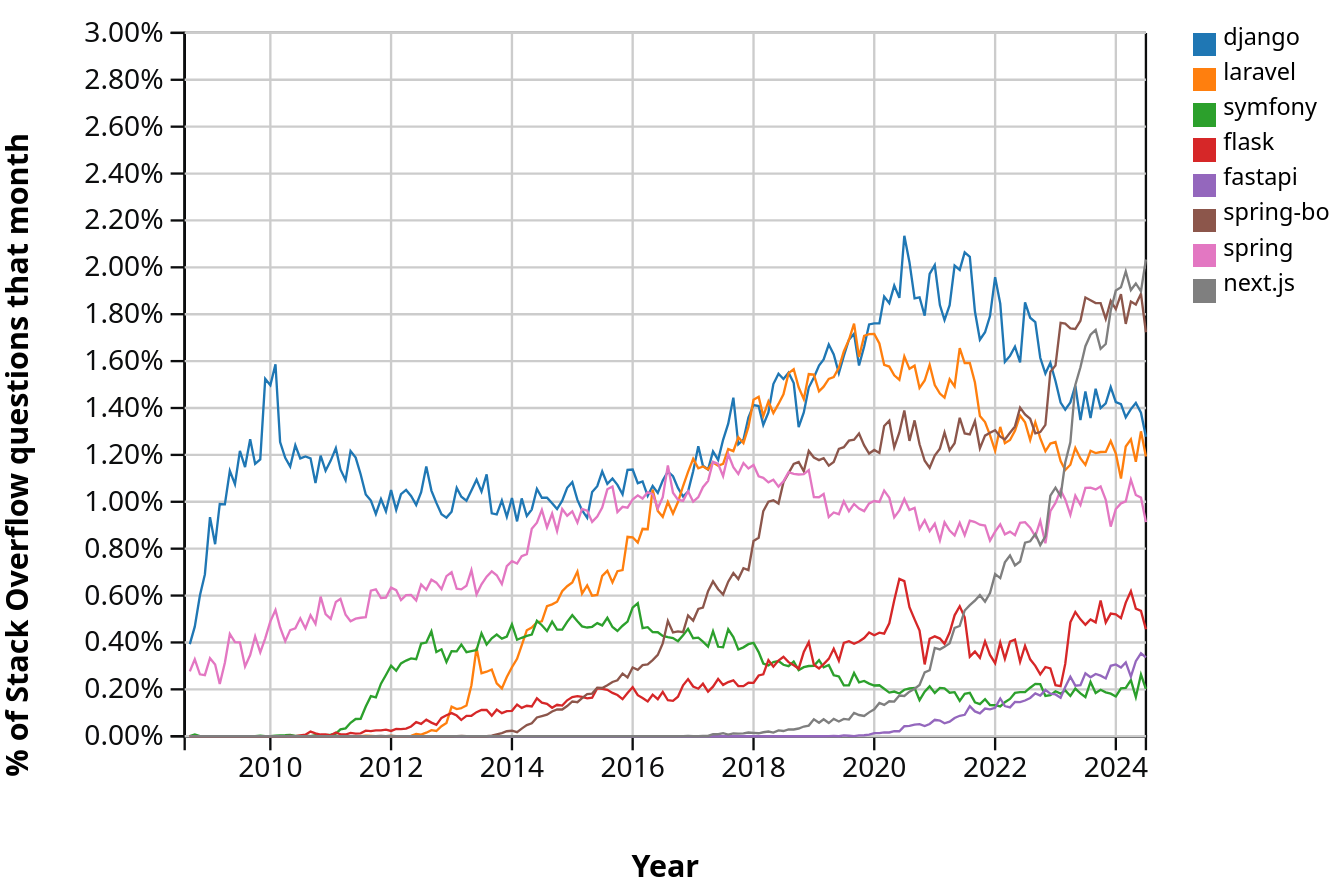 % of Stack Overflow questions that month
3.00%
2.80%
2.60%
2.40%
2.20%
2.00%
1.80%
1.60%
1.40%
1.20%
1.00%
0.80%
0.60%
0.40%
0.20%
0.00%
2010 2012 2014 2016 2018 2020 2022 2024
Year
django
laravel
symfony
flask
fastapi
spring-bo
spring
next.js